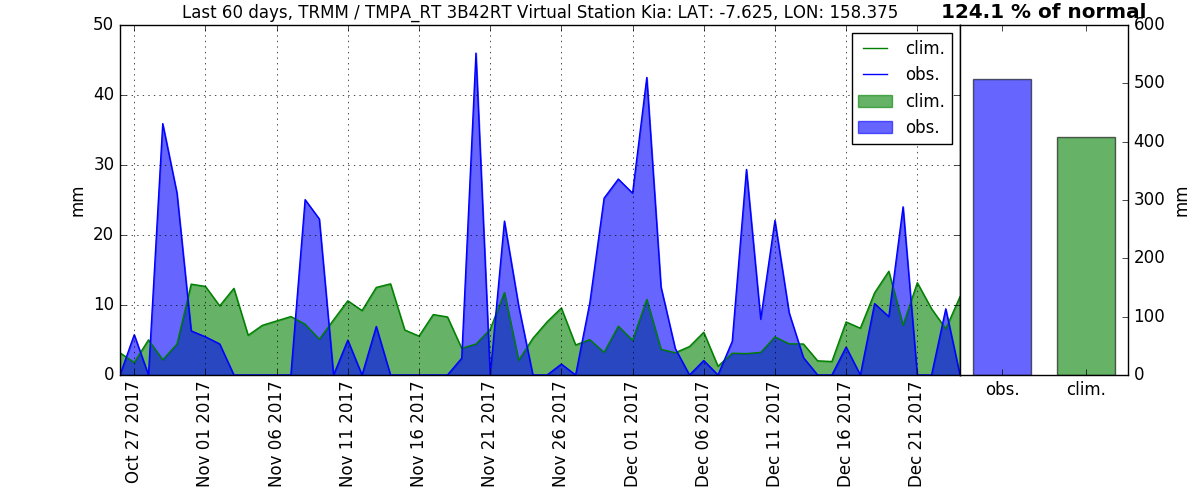 Last 60 days, TRMM / TMPA_RT 3B42RT Virtual Station Kia: LAT: -7.625, LON: 158.375
124.1 % of normal
50
40
30
20
10
0
mm
clim.
obs.
clim.
obs.
600
500
400
300
200
100
0
mm
obs.
clim.
Oct 27 2017
Nov 01 2017
Nov 06 2017
Nov 11 2017
Nov 16 2017
Nov 21 2017
Nov 26 2017
Dec 01 2017
Dec 06 2017
Dec 11 2017
Dec 16 2017
Dec 21 2017